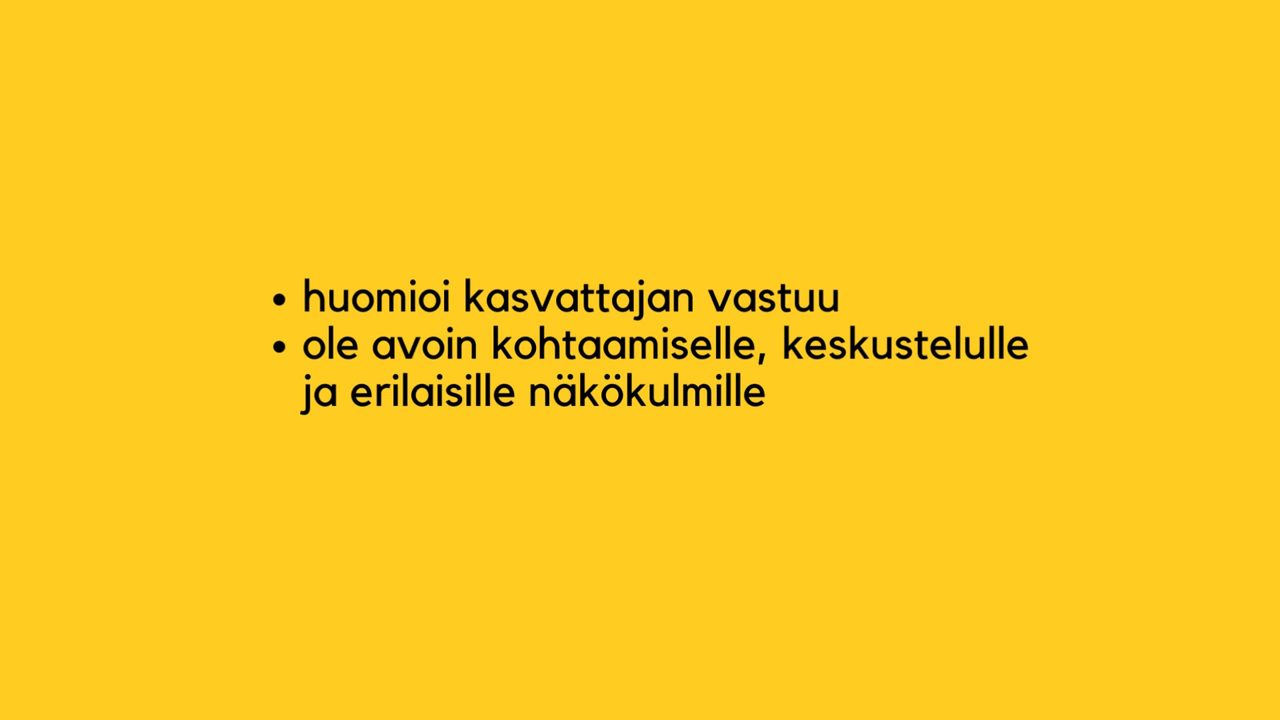 • huomioi kasvattajan vastuu
• ole avoin kohtaamiselle, keskustelulle
ja erilaisille näkökulmille